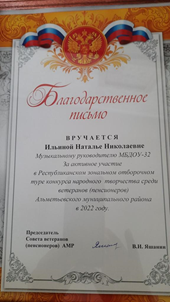 Благодарственное
письмо
ВРУЧАЕТСЯ
Ильиной Наталье Николаевне
Музыкальному руководителю МБДОУ-32
За активное участие
в Республиканском зональном отборочном
туре конкурса народного творчества среди
ветеранов (пенсионеров)
Альметьевского муниципального района
в 2022 году.
Председатель
Совета ветеранов
(пенсионеров) АМР
В.Н. Яшанин